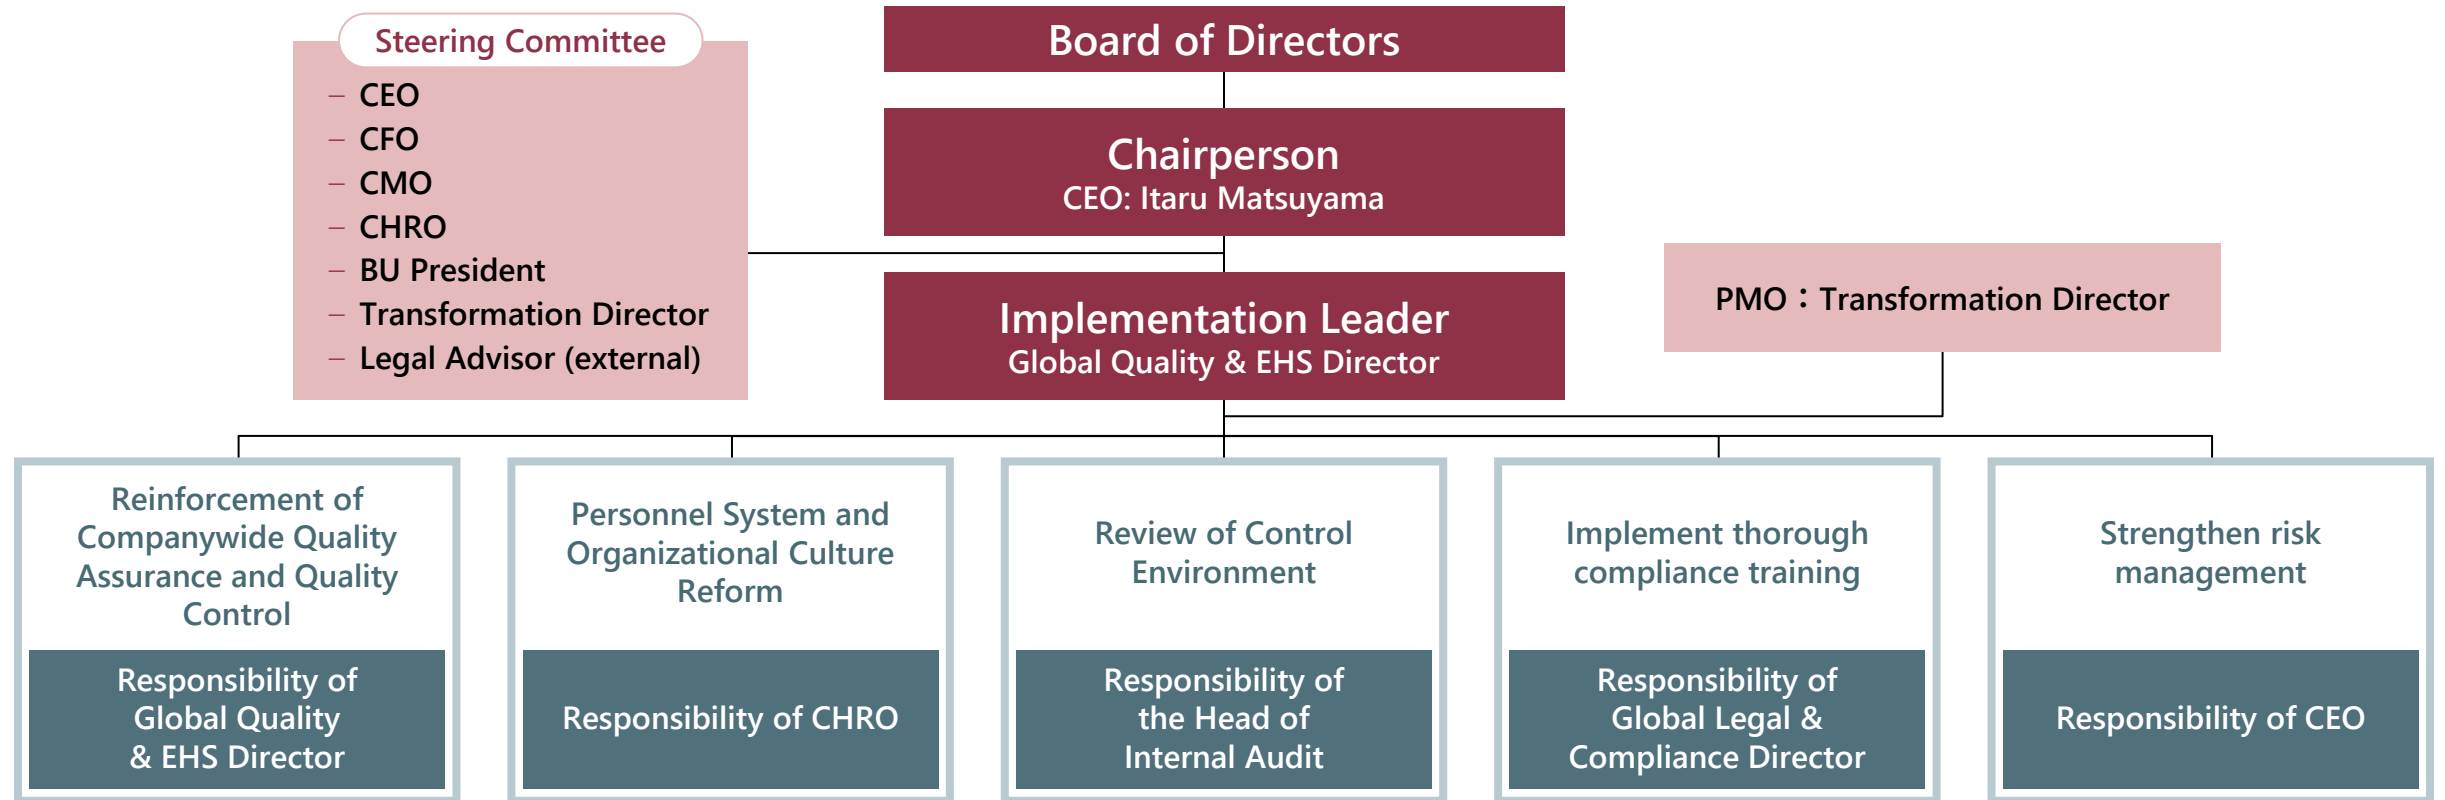 Steering Committee
– CEO
– CFO
– CMO
– CHRO
– BU President
– Transformation Director
– Legal Advisor (external)
Board of Directors
Chairperson
CEO: Itaru Matsuyama
Implementation Leader
Global Quality & EHS Director
PMO：Transformation Director
Reinforcement of
Companywide Quality
Assurance and Quality
Control
Responsibility of
Global Quality
& EHS Director
Personnel System and
Organizational Culture
Reform
Responsibility of CHRO
Review of Control
Environment
Responsibility of
the Head of
Internal Audit
Implement thorough
compliance training
Responsibility of
Global Legal &
Compliance Director
Strengthen risk
management
Responsibility of CEO